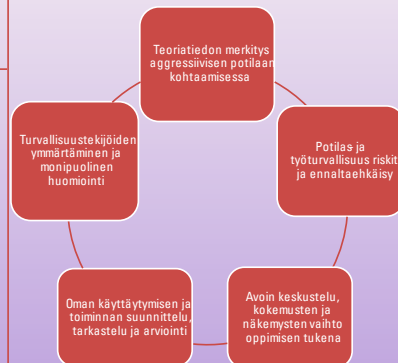 Teoriatiedon merkitys
aggressiivisen potilaan
kohtaamisessa
Potilas- ja
työturvallisuus riskit
ja ennaltaehkäisy
Avoin keskustelu,
kokemusten ja
näkemysten vaihto
oppimisen tukena
Oman käyttäytymisen ja
toiminnan suunnittelu,
tarkastelu ja arviointi
Turvallisuustekijöiden
ymmärtäminen ja
monipuolinen
huomiointi